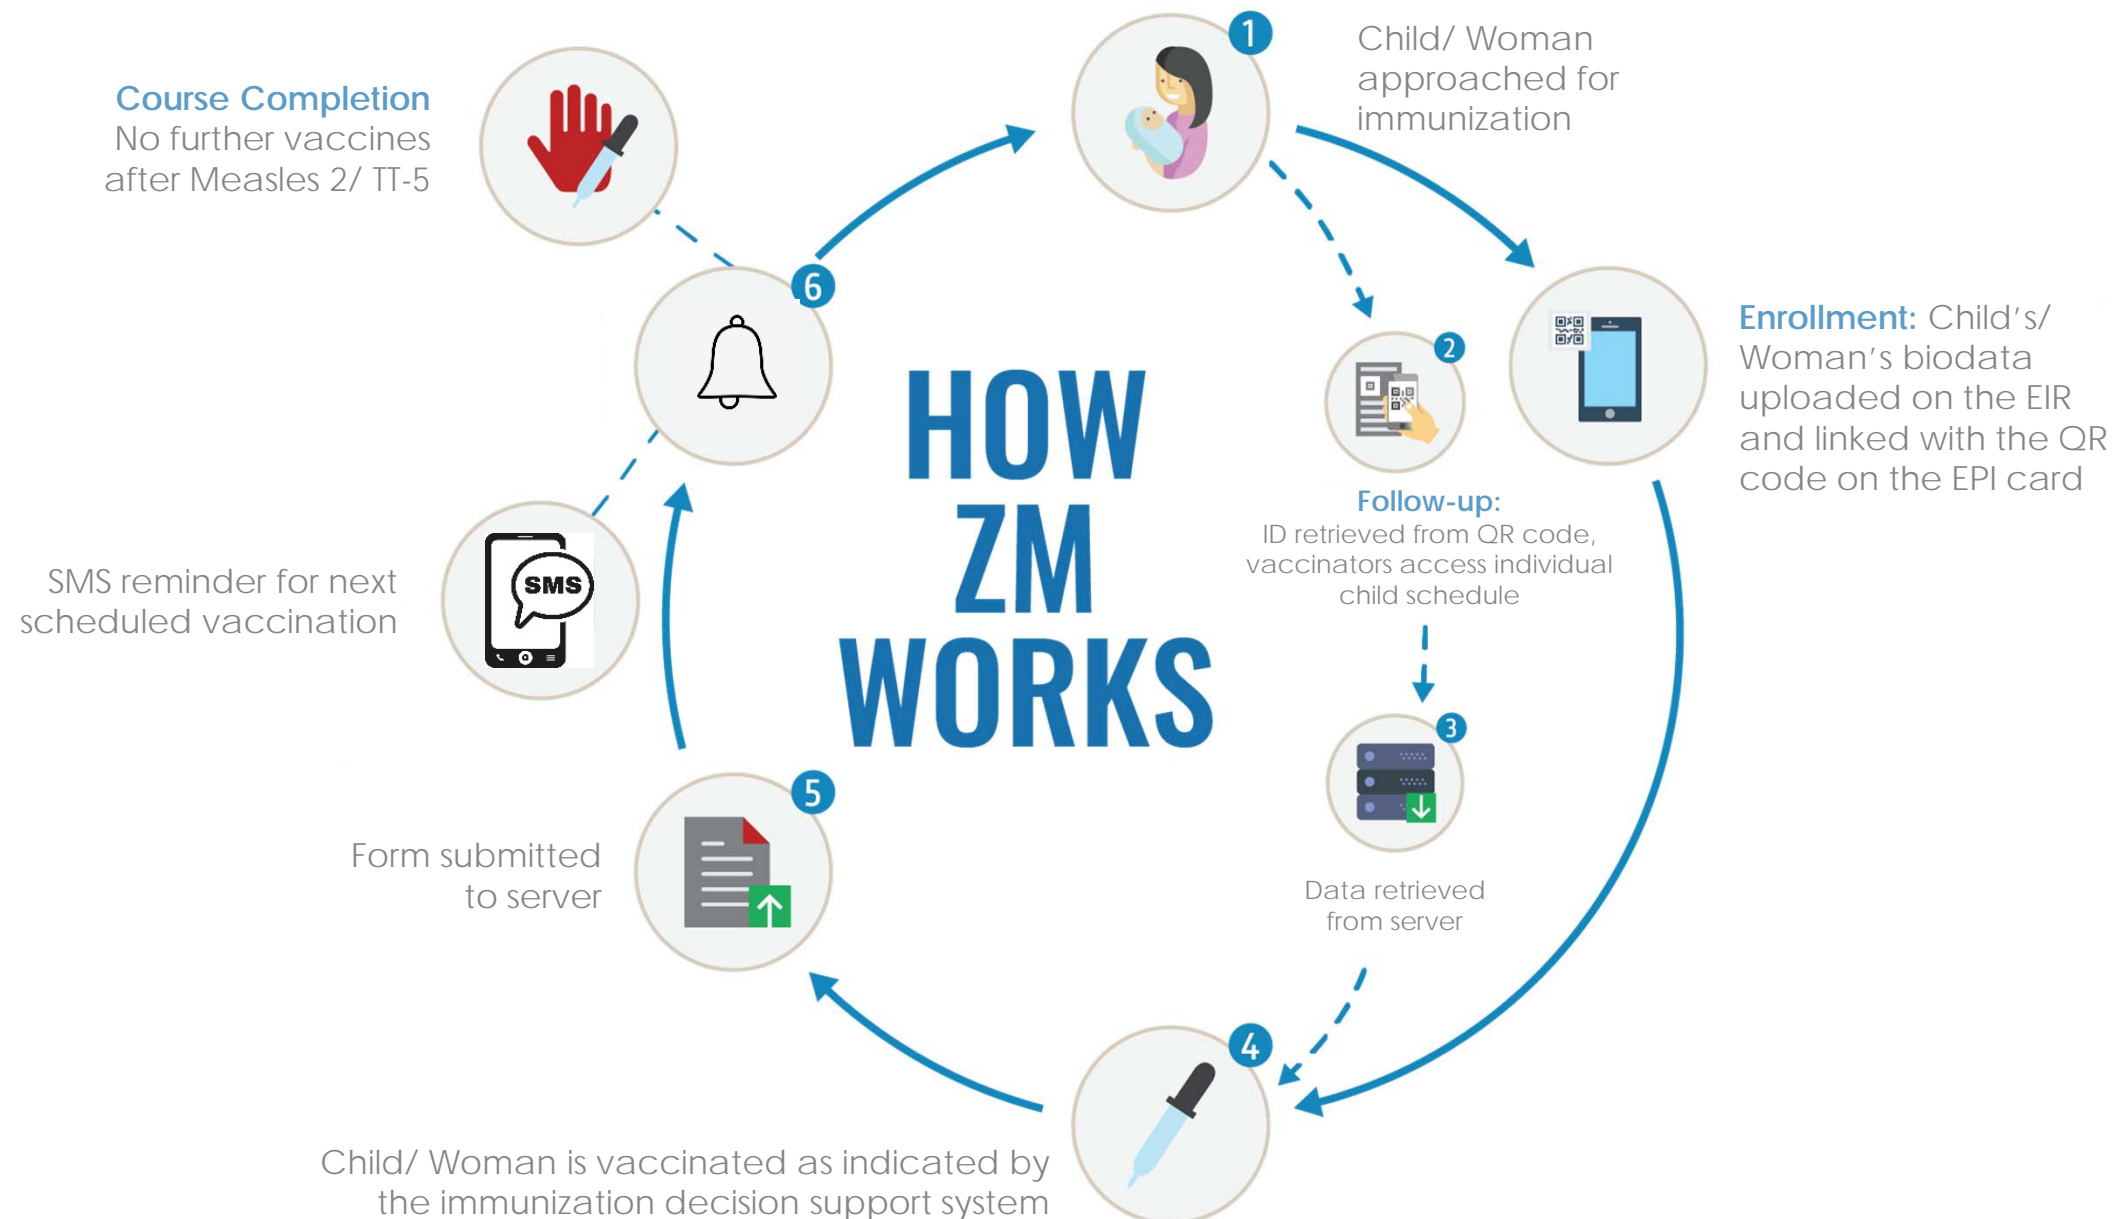 1
Child/ Woman
approached for
immunization
Course Completion
No further vaccines
after Measles 2/ TT-5
6
HOW
ZM
WORKS
2
Follow-up:
ID retrieved from QR code,
vaccinators access individual
child schedule
Enrollment: Child's/
Woman's biodata
uploaded on the EIR
and linked with the QR
code on the EPI card
SMS reminder for next
scheduled vaccination
SMS
3
Data retrieved
from server
5
Form submitted
to server
4
Child/ Woman is vaccinated as indicated by
the immunization decision support system